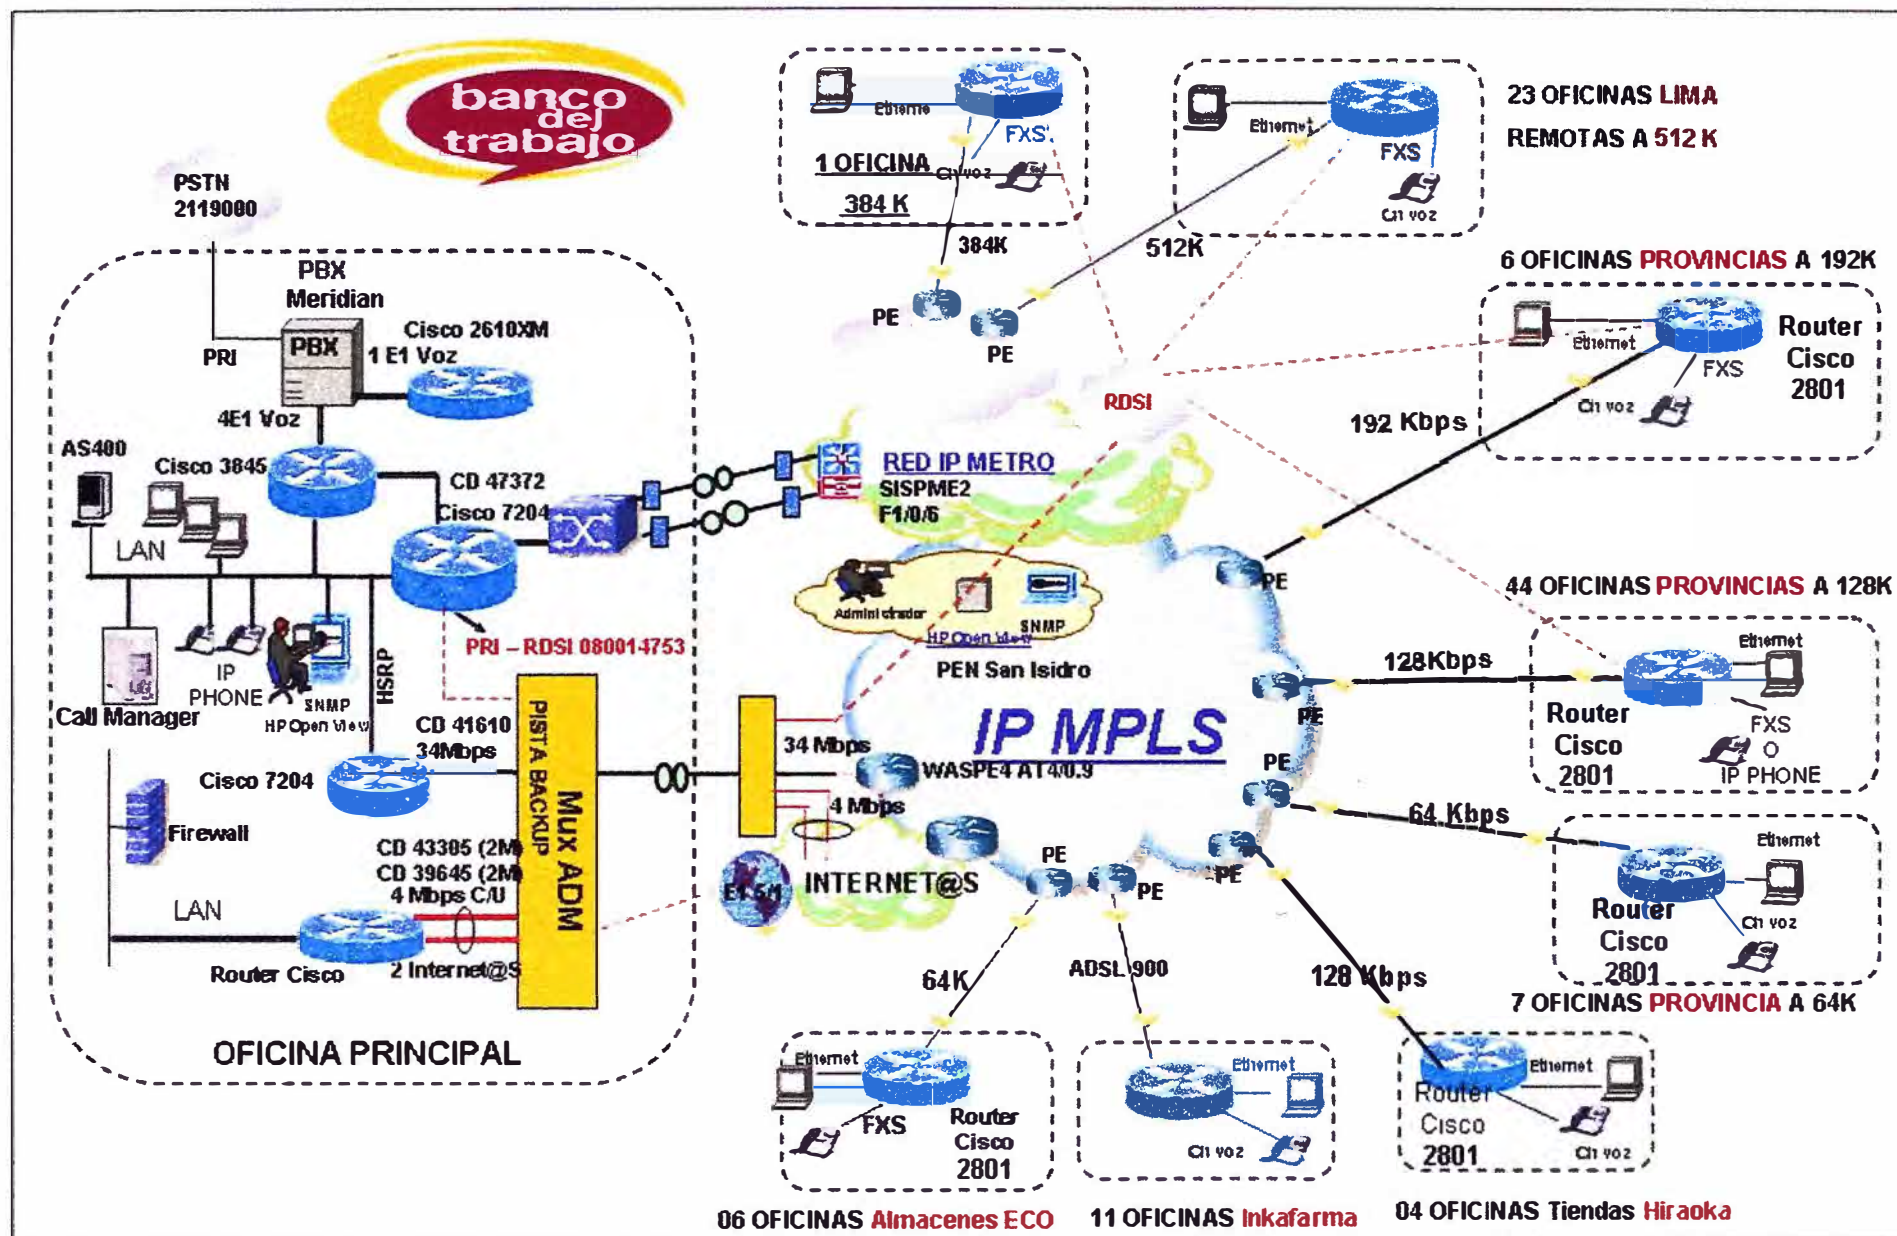 banco
del
trabajo
PSTN
2119000
PBX
Meridian
PBX
PRI
Cisco 2610XM
1 E1 Voz
4E1 Voz
AS400
Cisco 3845
CD 47372
Cisco 7204
LAN
PRI – RDSI 080014753
Call Manager
IP
PHONE
SNMP
HP Open View
HSRP
CD 41610
34Mbps
Cisco 7204
Firewall
CD 43305 (2M)
CD 39645 (2M)
4 Mbps C/U
LAN
Router Cisco
2 Internet@S
PISTA BACKUP
Mux ADM
OFICINA PRINCIPAL
Ethernet
FXS
1 OFICINA
Cn voz
384 K
384K
PE
PE
512K
Ethernet
FXS
Cn voz
23 OFICINAS LIMA
REMOTAS A 512 K
RDSI
RED IP METRO
SISPME2
F1/0/6
Administrador
HP Open View
SNMP
PEN San Isidro
IP MPLS
34 Mbps
WASPE4 AT4/0.9
4 Mbps
E1 5/1
INTERNET@S
6 OFICINAS PROVINCIAS A 192K
Ethernet
FXS
Cn voz
Router
Cisco
2801
192 Kbps
PE
44 OFICINAS PROVINCIAS A 128K
Ethernet
128Kbps
PE
Router
Cisco
2801
FXS
O
IP PHONE
PE
64 Kbps
Ethernet
Router
Cisco
2801
Cn voz
7 OFICINAS PROVINCIA A 64K
PE
128 Kbps
Ethernet
Router
Cisco
2801
Cn voz
04 OFICINAS Tiendas Hiraoka
PE
ADSL 900
Ethernet
Cn voz
11 OFICINAS Inkafarma
PE
64K
Ethernet
FXS
Router
Cisco
2801
06 OFICINAS Almacenes ECO